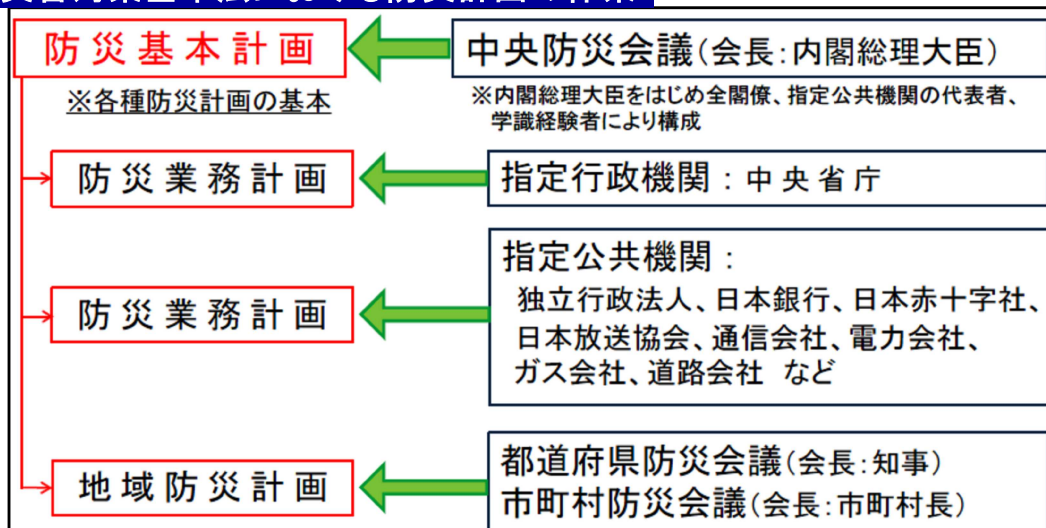 防災基本計画
中央防災会議(会長:内閣総理大臣)
※各種防災計画の基本
※内閣総理大臣をはじめ全閣僚、指定公共機関の代表者、
学識経験者により構成
防災業務計画
指定行政機関:中央省庁
防災業務計画
指定公共機関:
独立行政法人、日本銀行、日本赤十字社、
日本放送協会、通信会社、電力会社、
ガス会社、道路会社 など
地域防災計画
都道府県防災会議(会長:知事)
市町村防災会議(会長:市町村長)